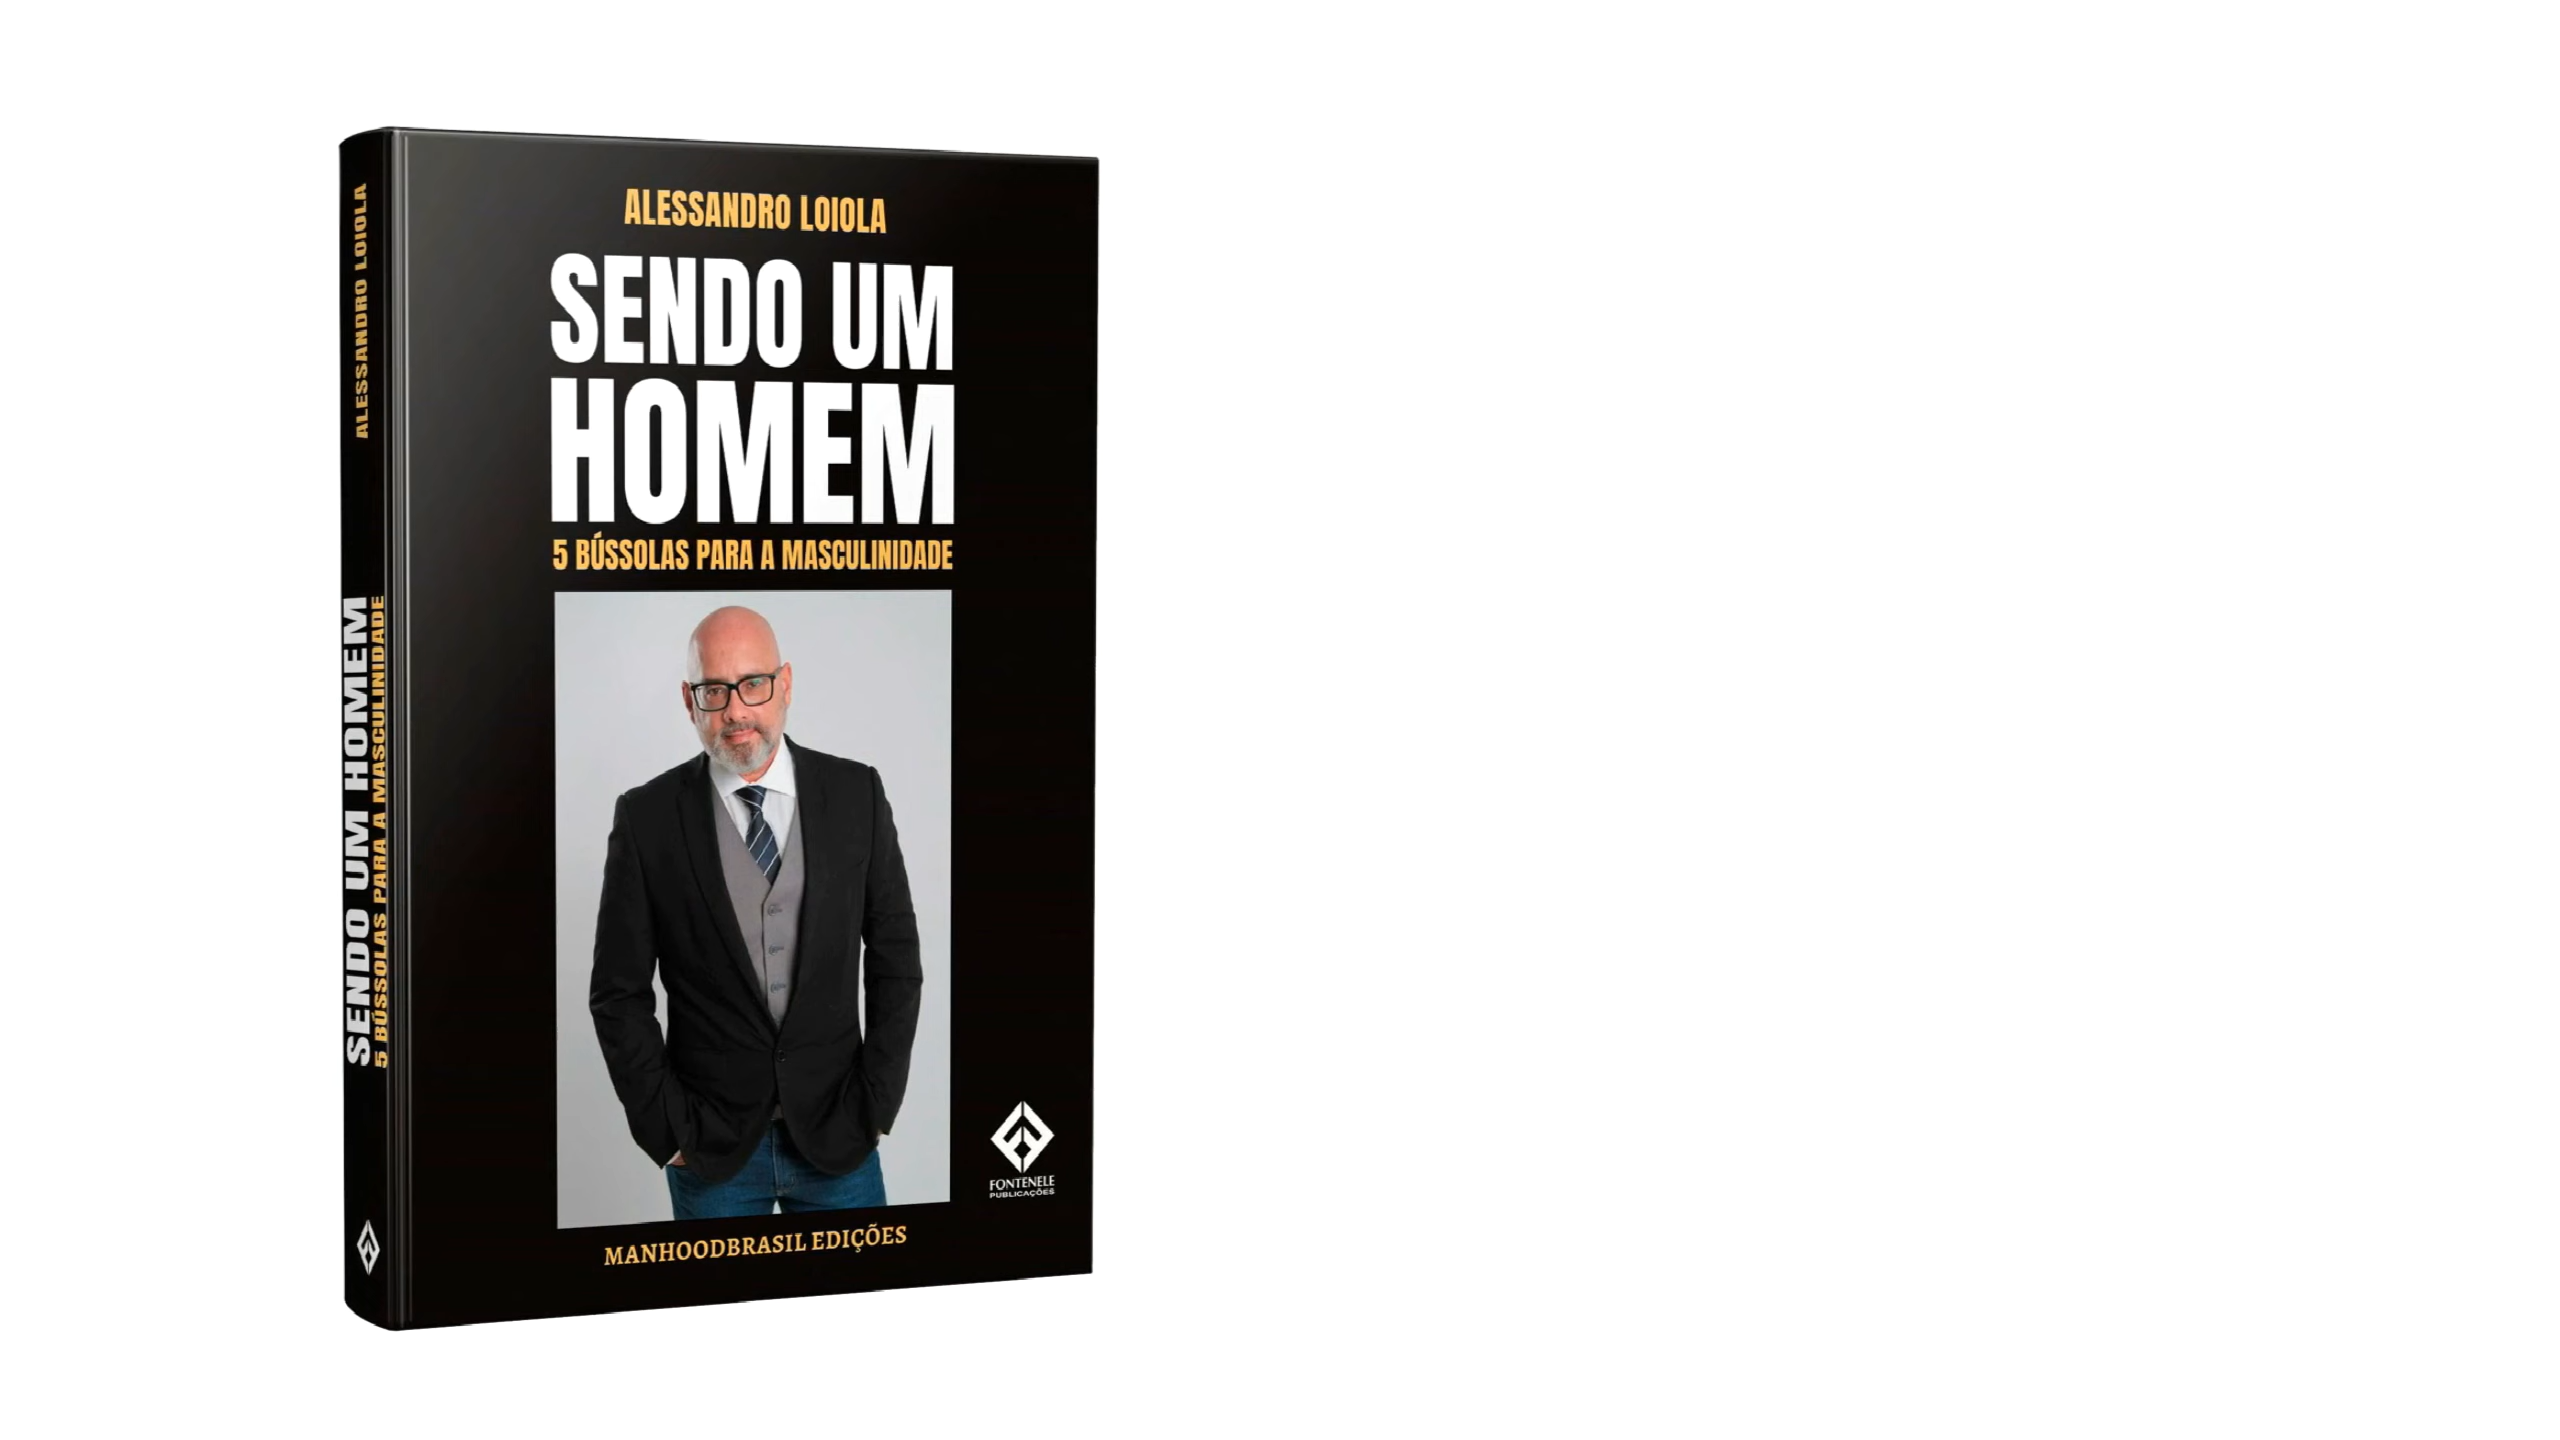 ALESSANDRO LOIOLA
SENDO UM HOMEM
5 BÚSSOLAS PARA A MASCULINIDADE
ALESSANDRO LOIOLA
SENDO UM
HOMEM
5 BÚSSOLAS PARA A MASCULINIDADE
FONTENELE
PUBLICAÇÕES
MANHOODBRASIL EDIÇÕES